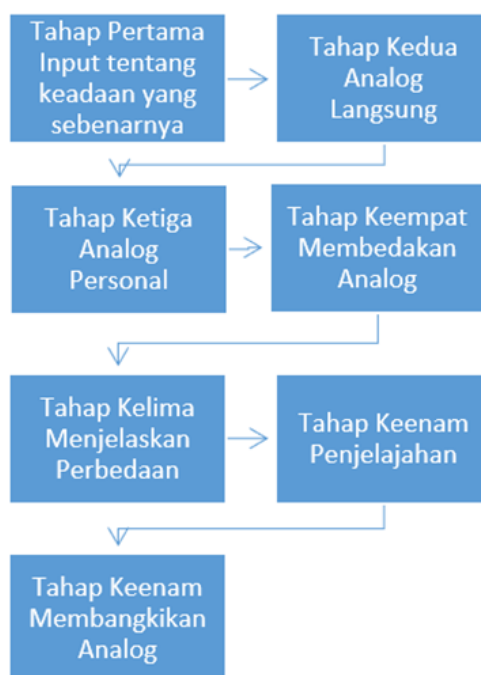 Tahap Pertama
Input tentang
keadaan yang
sebenarnya
Tahap Kedua
Analog
Langsung
Tahap Ketiga
Analog
Personal
Tahap Keempat
Membedakan
Analog
Tahap Kelima
Menjelaskan
Perbedaan
Tahap Keenam
Penjelajahan
Tahap Keenam
Membangkikan
Analog